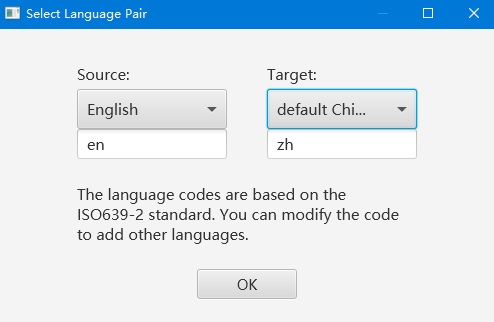 Select Language Pair
Source: Target:
English default Chi...
en zh
The language codes are based on the
ISO639-2 standard. You can modify the code
to add other languages.
OK